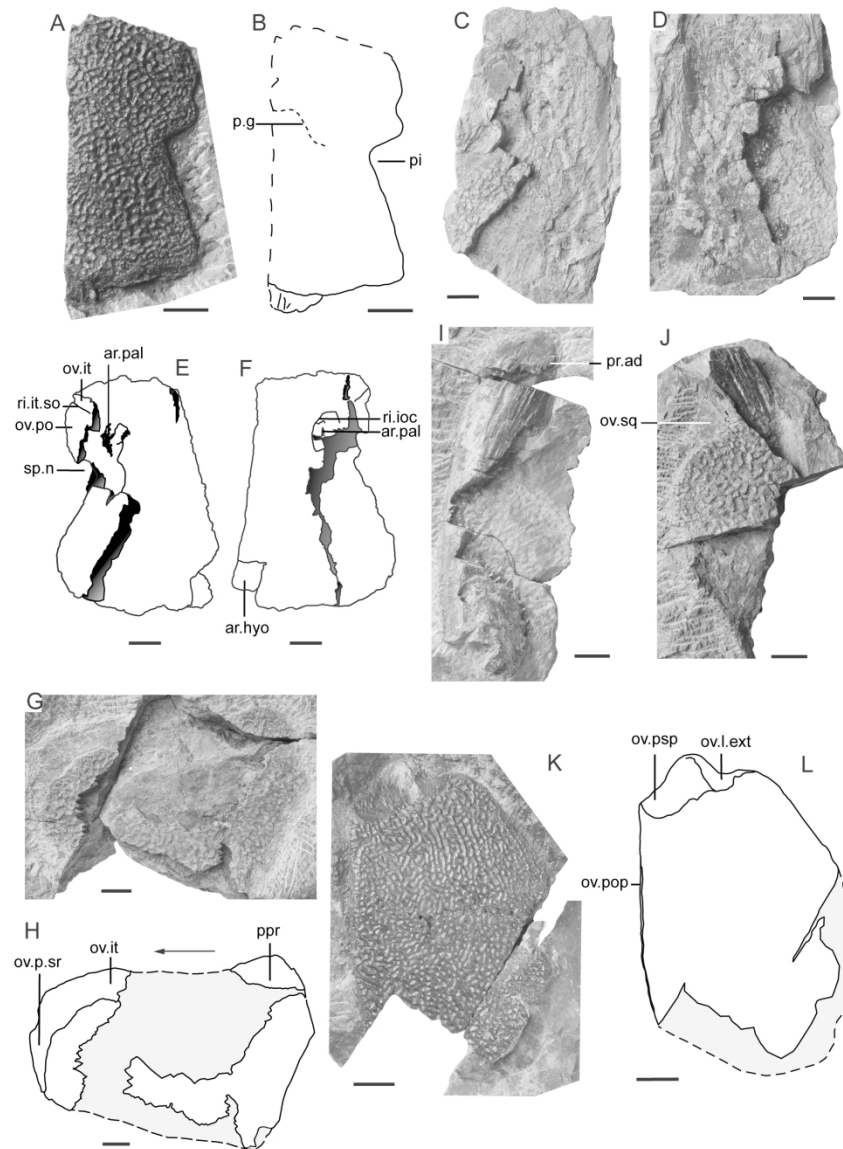 A
B
C
D
p.g
pi
ar.pal
ov.it
E
F
ri.it.so
ov.po
sp.n
ri.ioc
ar.pal
ar.hyo
I
J
pr.ad
ov.sq
G
K
L
ov.psp
ov.l.ext
ov.pop
H
ov.it
ppr
ov.p.sr